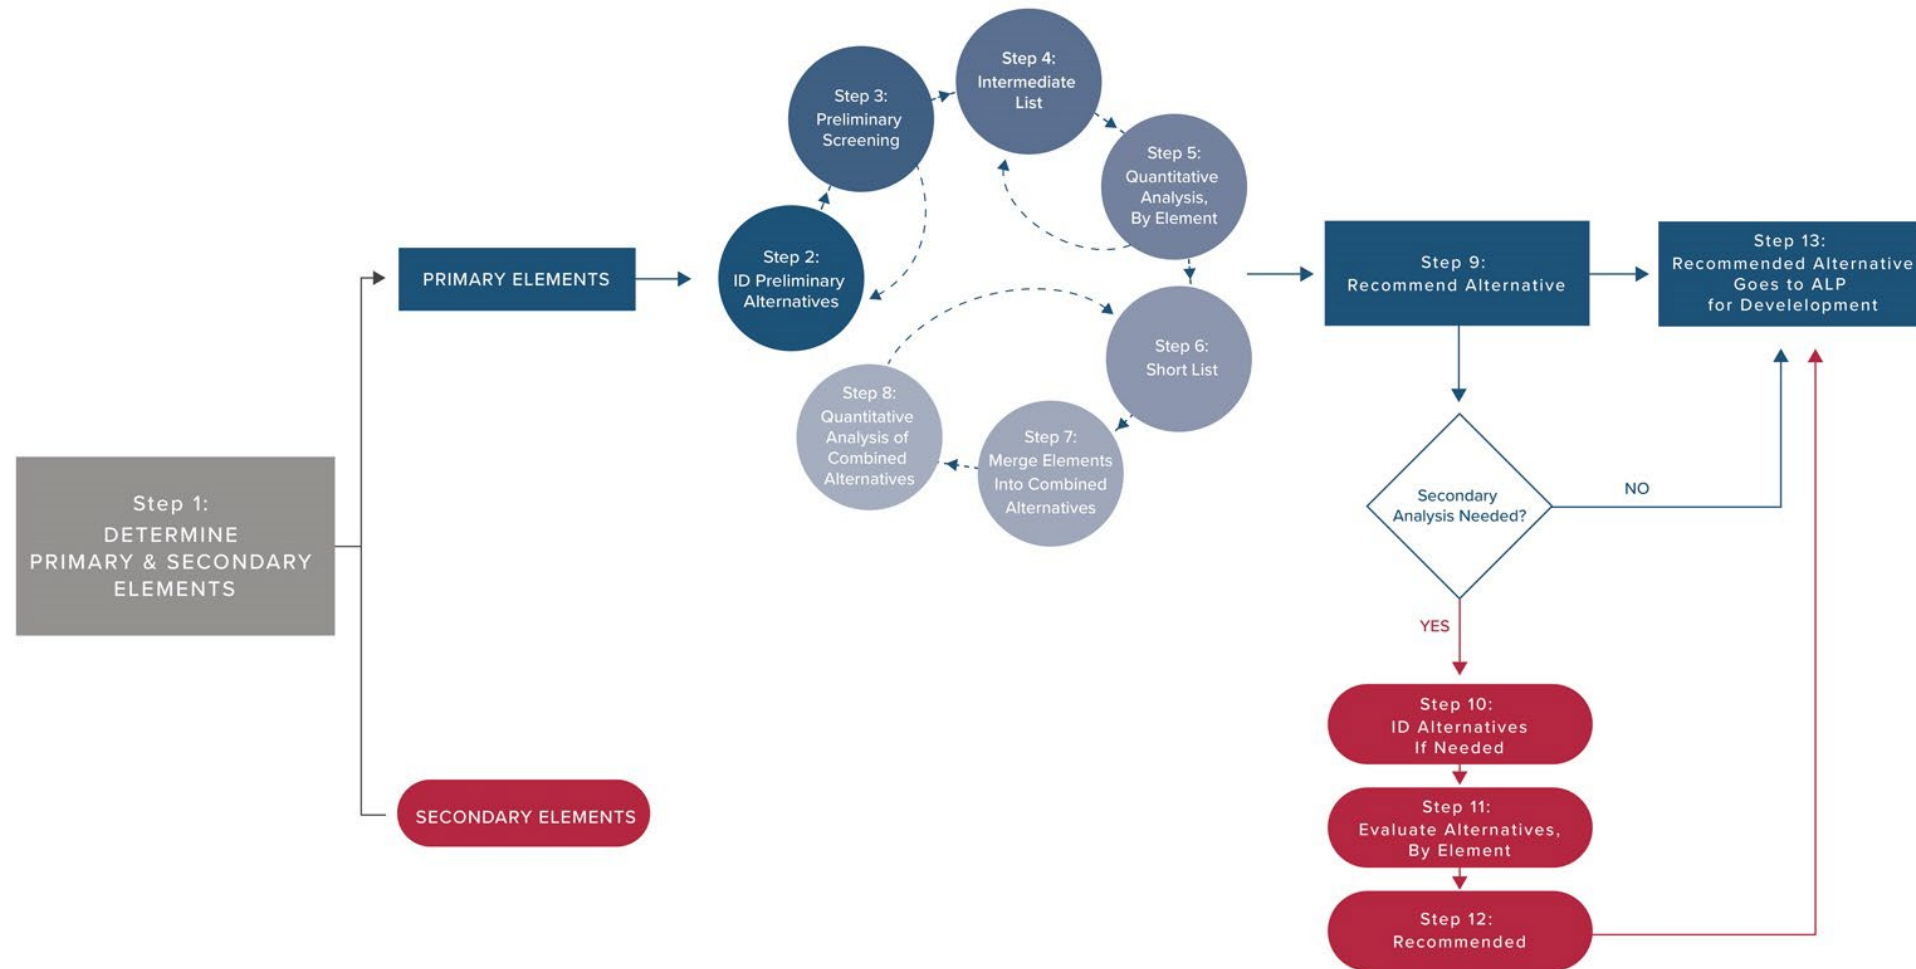 Step 1:
DETERMINE
PRIMARY & SECONDARY
ELEMENTS
PRIMARY ELEMENTS
SECONDARY ELEMENTS
Step 2:
ID Preliminary
Alternatives
Step 3:
Preliminary
Screening
Step 4:
Intermediate
List
Step 5:
Quantitative
Analysis,
By Element
Step 6:
Short List
Step 7:
Merge Elements
Into Combined
Alternatives
Step 8:
Quantitative
Analysis of
Combined
Alternatives
Step 9:
Recommend Alternative
Secondary
Analysis Needed?
NO
YES
Step 10:
ID Alternatives
If Needed
Step 11:
Evaluate Alternatives,
By Element
Step 12:
Recommended
Step 13:
Recommended Alternative
Goes to ALP
for Develelopment